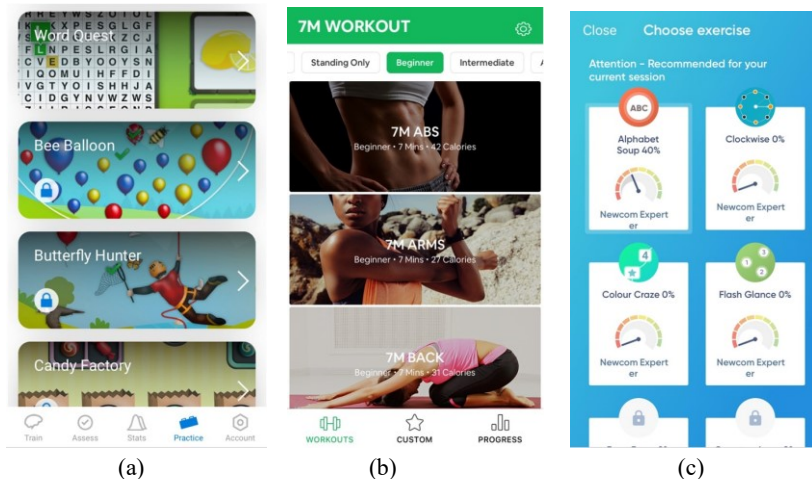 Word Quest
C V E D B Y O O Y S N
I Q O M U I H F F D I
C I D G Y N V W Z W S
Bee Balloon
Butterfly Hunter
Candy Factory
Train Assess Stats Practice Account
(a)
7M WORKOUT
Standing Only Beginner Intermediate
7M ABS
Beginner • 7 Mins • 42 Calories
7M ARMS
Beginner • 7 Mins • 27 Calories
7M BACK
Beginner • 7 Mins • 31 Calories
WORKOUTS CUSTOM PROGRESS
(b)
Close Choose exercise
Attention – Recommended for your
current session
ABC
Alphabet
Soup 40%
Newcom Expert
er
Clockwise 0%
Newcom Expert
er
4
Colour Craze 0%
Newcom Expert
er
1 2 3
Flash Glance 0%
Newcom Expert
er
(c)